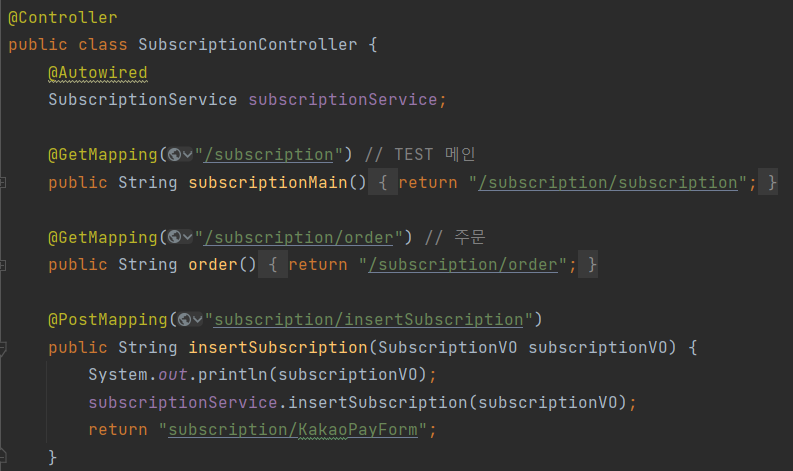 @Controller
public class SubscriptionController {
@Autowired
SubscriptionService subscriptionService;
@GetMapping("/subscription") // TEST 메인
public String subscriptionMain() { return "/subscription/subscription"; }
@GetMapping("/subscription/order") // 주문
public String order() { return "/subscription/order"; }
@PostMapping("subscription/insertSubscription")
public String insertSubscription(SubscriptionVO subscriptionVO) {
System.out.println(subscriptionVO);
subscriptionService.insertSubscription(subscriptionVO);
return "subscription/KakaoPayForm";
}